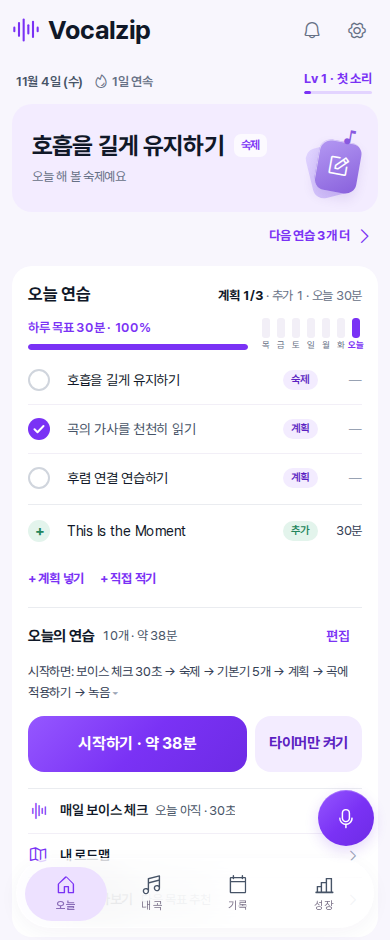 Vocalzip
11월 4일 (수) 1일 연속 Lv 1 · 첫 소리
호흡을 길게 유지하기 숙제
오늘 해 볼 숙제예요
다음 연습 3개 더
오늘 연습 계획 1/3 · 추가 1 · 오늘 30분
하루 목표 30분 · 100%
목 금 토 일 월 화 오늘
호흡을 길게 유지하기 숙제 —
곡의 가사를 천천히 읽기 계획 —
후렴 연결 연습하기 계획 —
+ This Is the Moment 추가 30분
+ 계획 넣기 + 직접 적기
오늘의 연습 10개 · 약 38분 편집
시작하면: 보이스 체크 30초 → 숙제 → 기본기 5개 → 계획 → 곡에
적용하기 → 녹음
시작하기 · 약 38분 타이머만 켜기
매일 보이스 체크 오늘 아직 · 30초
내 로드맵
오늘 내 곡 기록 성장